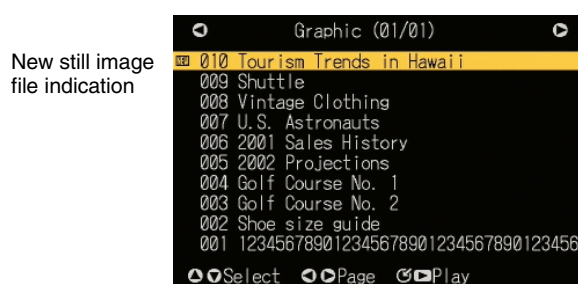 New still image
file indication
Graphic (01/01)
NEW 010 Tourism Trends in Hawaii
009 Shuttle
008 Vintage Clothing
007 U.S. Astronauts
006 2001 Sales History
005 2002 Projections
004 Golf Course No. 1
003 Golf Course No. 2
002 Shoe size guide
001 123456789012345678901234567890123456
Select Page Play